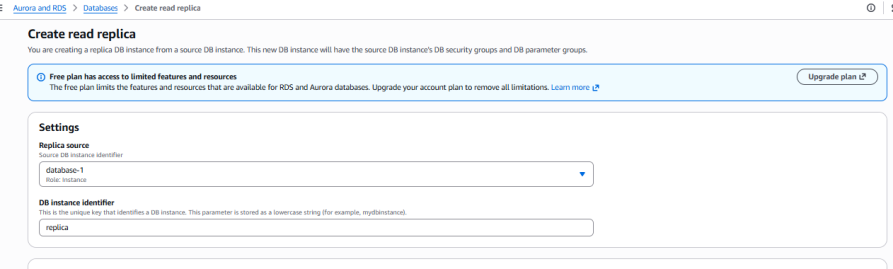 Aurora and RDS > Databases > Create read replica
Create read replica
You are creating a replica DB instance from a source DB instance. This new DB instance will have the source DB instance's DB security groups and DB parameter groups.
Free plan has access to limited features and resources
Upgrade plan
The free plan limits the features and resources that are available for RDS and Aurora databases. Upgrade your account plan to remove all limitations. Learn more
Settings
Replica source
Source DB instance identifier
database-1
Role: Instance
DB instance identifier
This is the unique key that identifies a DB instance. This parameter is stored as a lowercase string (for example, mydbinstance).
replica